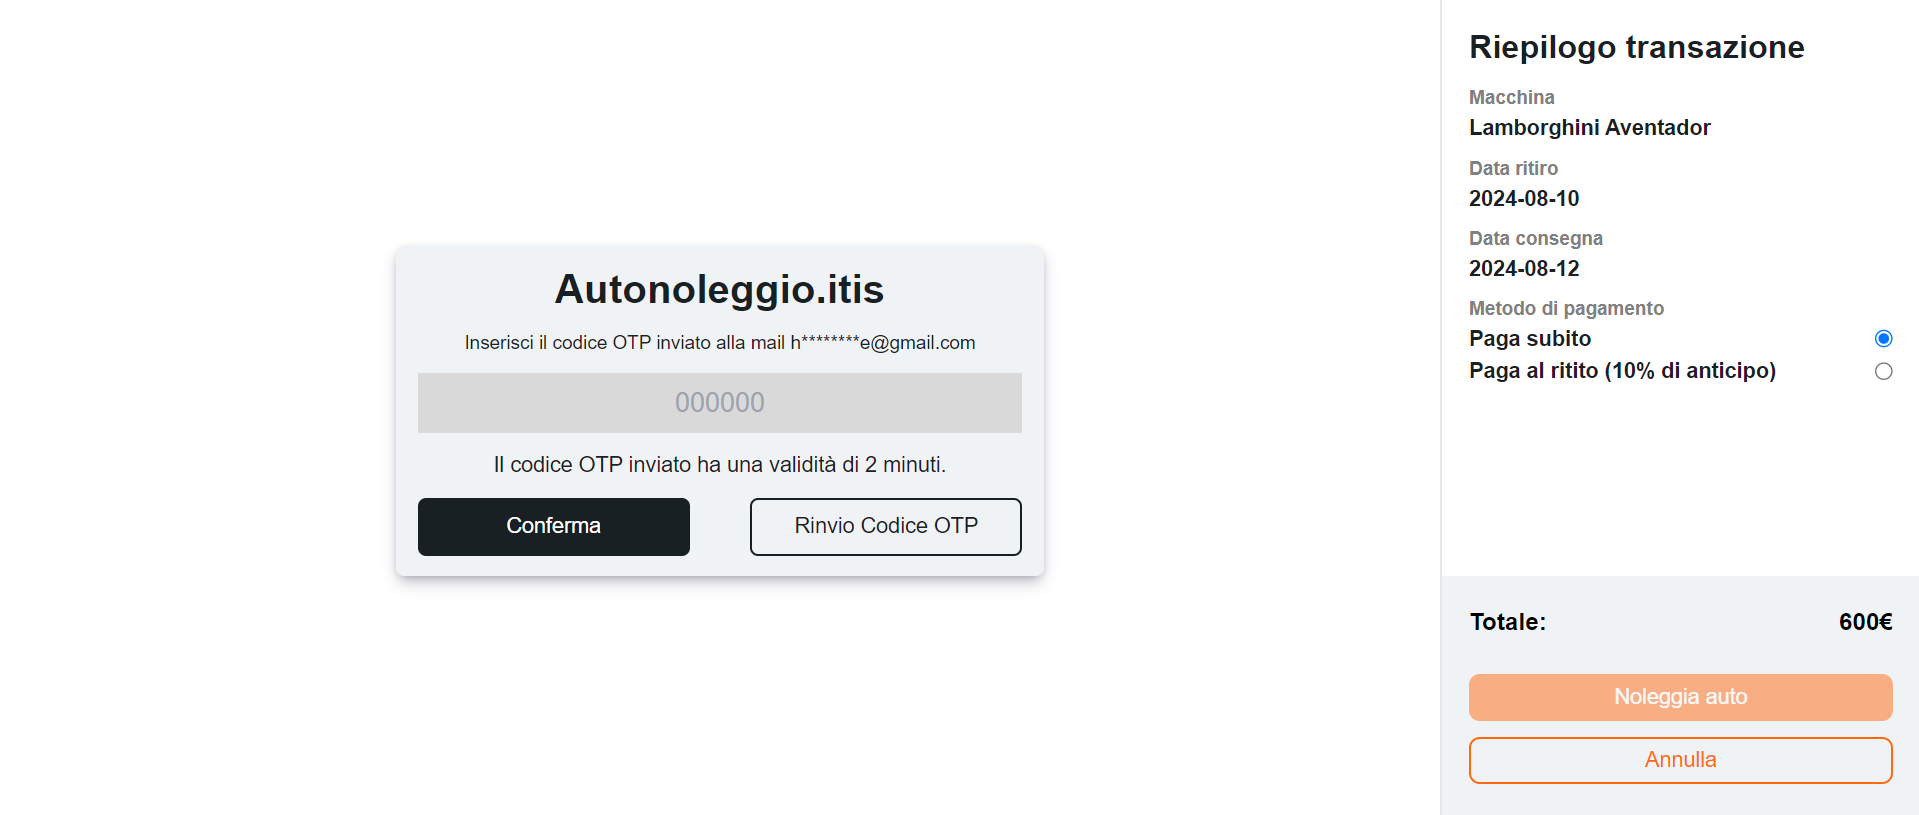 Autonoleggio.itis
Inserisci il codice OTP inviato alla mail h********e@gmail.com
000000
Il codice OTP inviato ha una validità di 2 minuti.
Conferma
Rinvio Codice OTP
Riepilogo transazione
Macchina
Lamborghini Aventador
Data ritiro
2024-08-10
Data consegna
2024-08-12
Metodo di pagamento
Paga subito
Paga al ritito (10% di anticipo)
Totale: 600€
Noleggia auto
Annulla